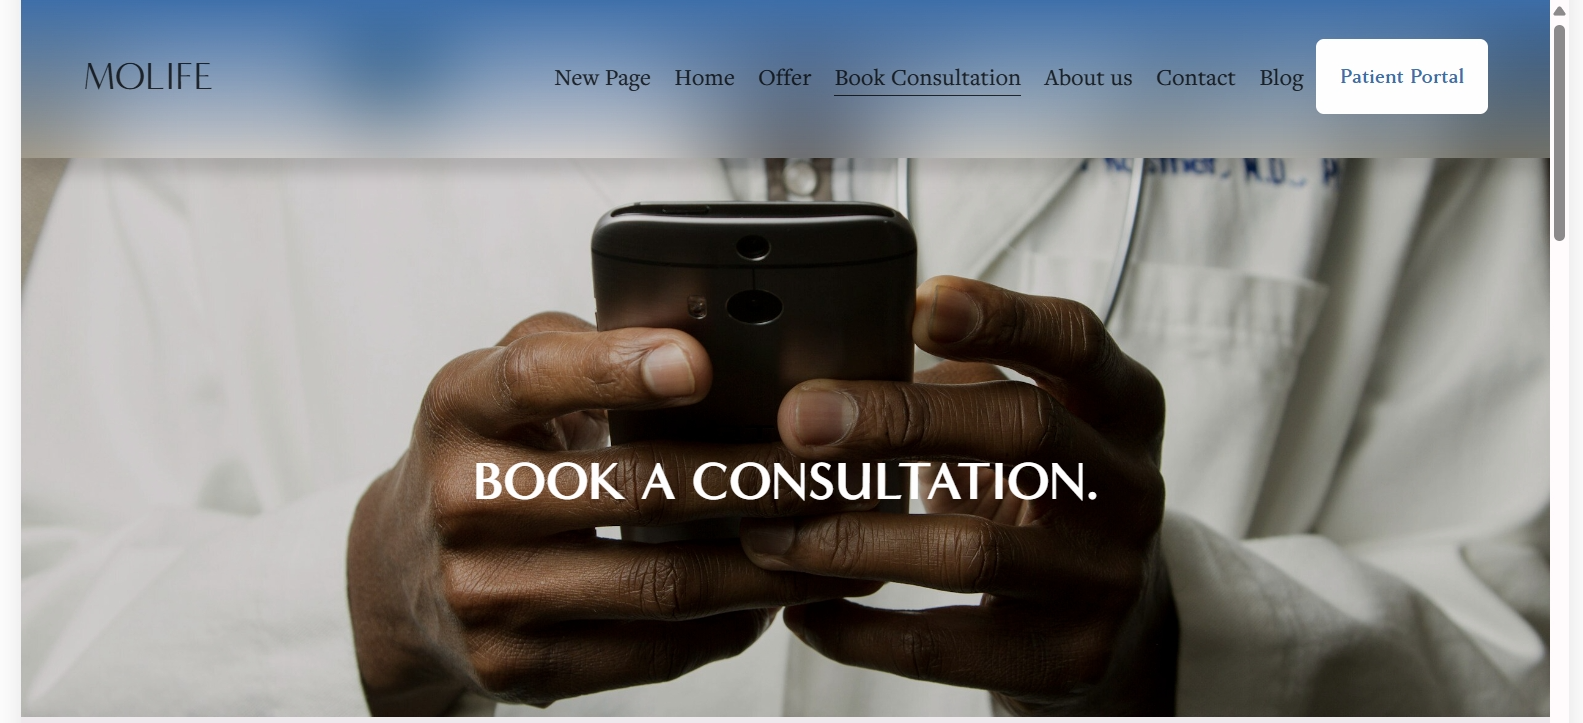 MOLIFE
New Page Home Offer Book Consultation About us Contact Blog Patient Portal
M.D.
BOOK A CONSULTATION.